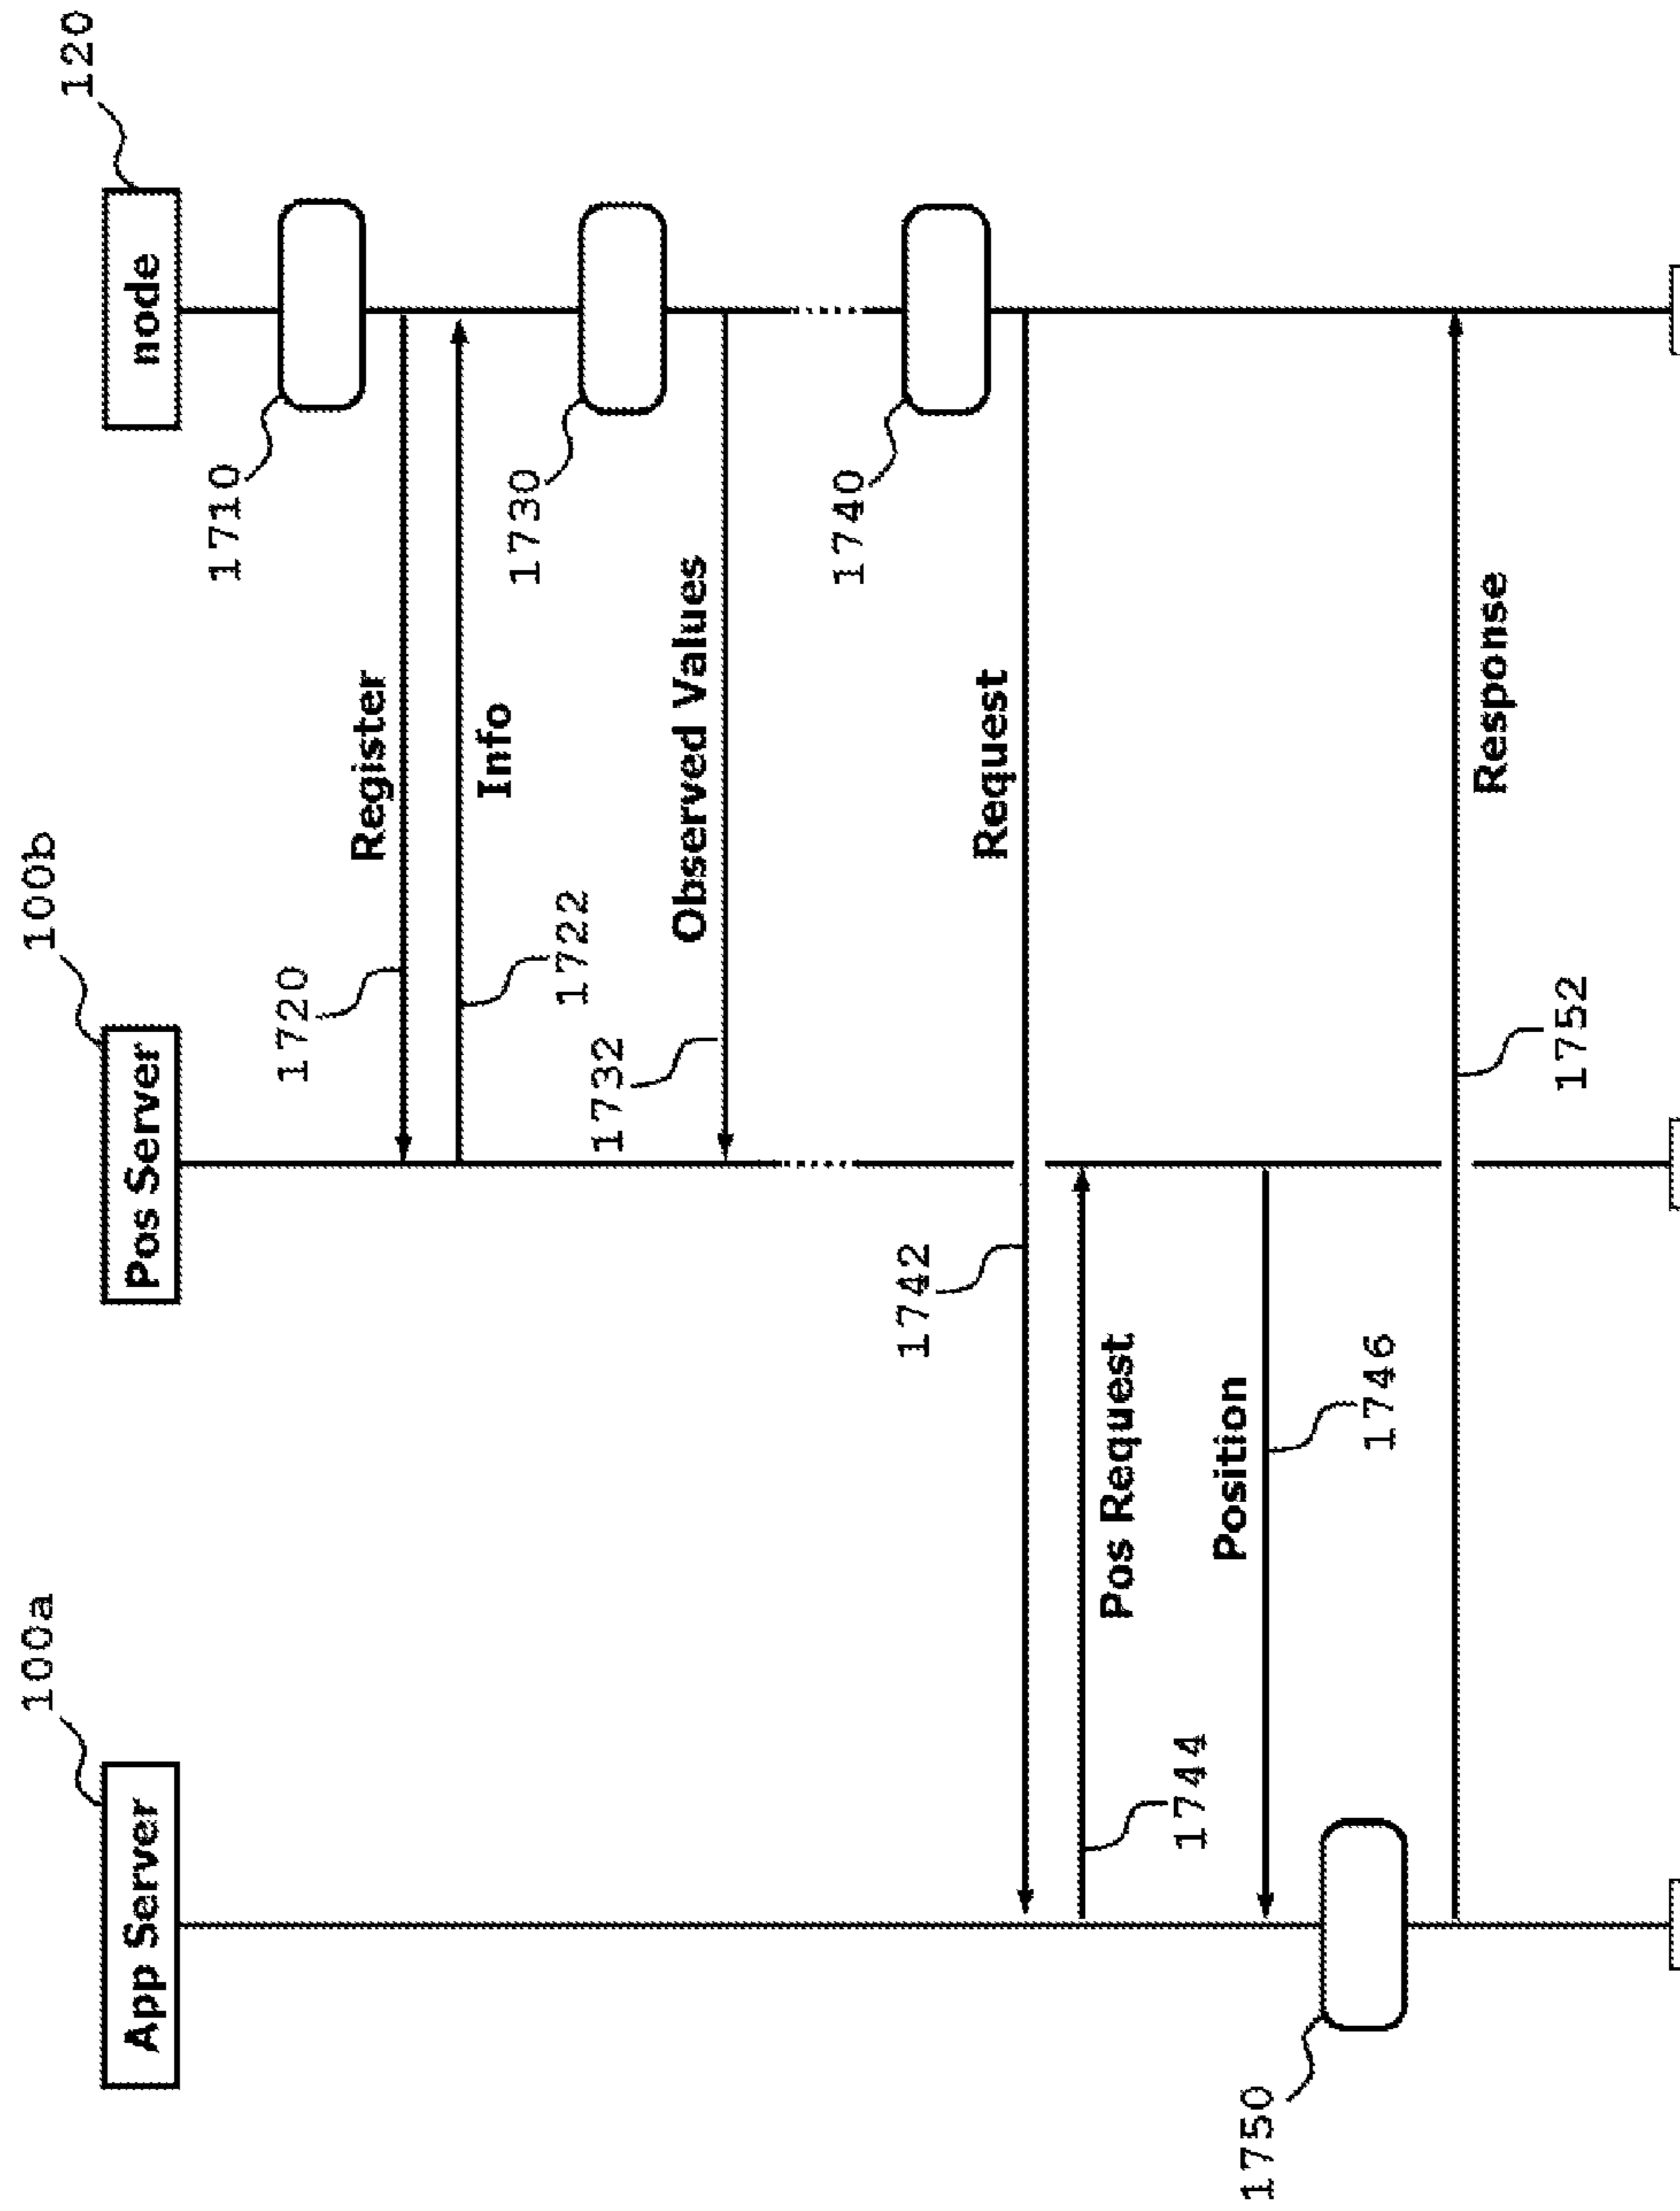 100a
100b
120
App Server
Pos Server
node
1710
1720
Register
Info
1730
1722
1732
Observed Values
1740
1742
Request
Pos Request
1744
Position
1750
1746
Response
1752